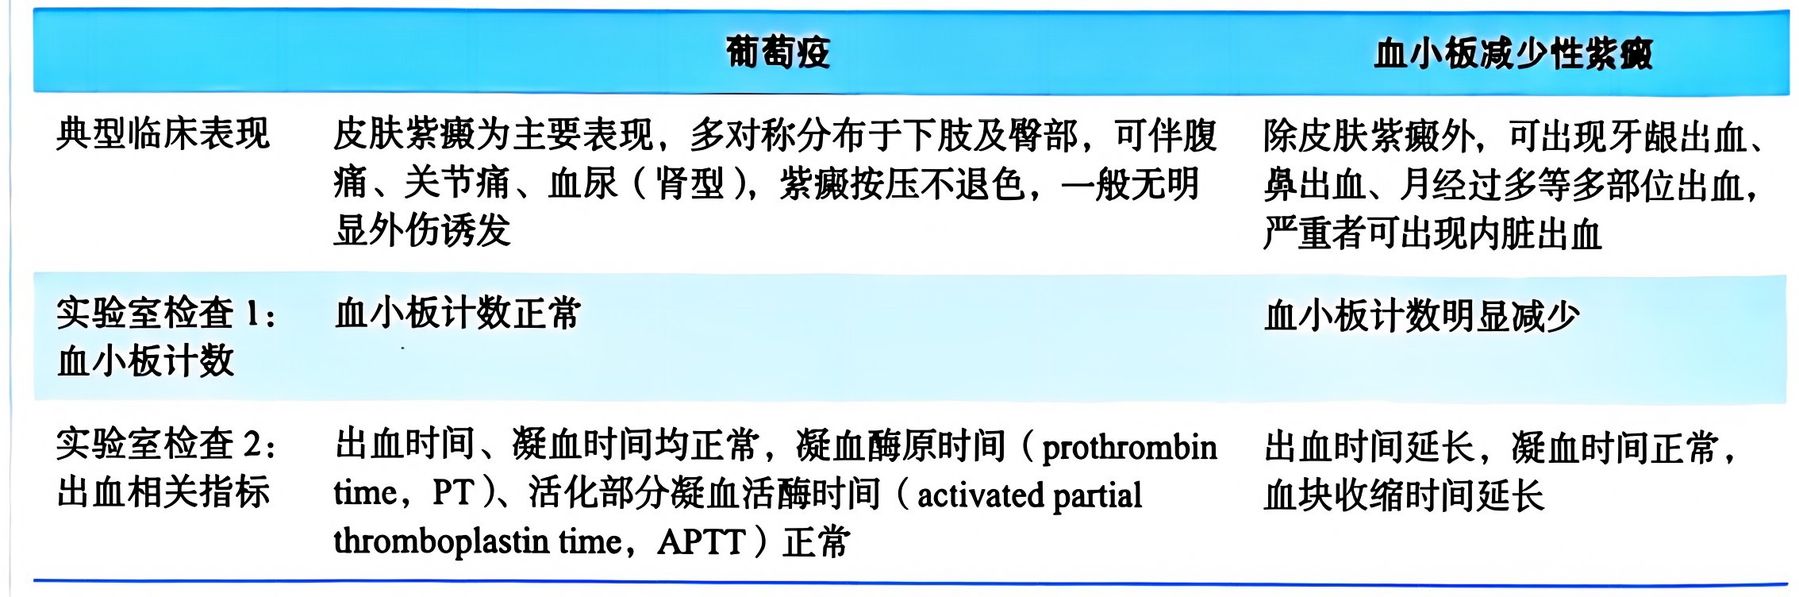 葡萄疫
血小板减少性紫癜
典型临床表现
皮肤紫癜为主要表现，多对称分布于下肢及臀部，可伴腹
痛、关节痛、血尿（肾型），紫癜按压不退色，一般无明
显外伤诱发
除皮肤紫癜外，可出现牙龈出血、
鼻出血、月经过多等多部位出血，
严重者可出现内脏出血
实验室检查 1：
血小板计数
血小板计数正常
血小板计数明显减少
实验室检查 2：
出血相关指标
出血时间、凝血时间均正常，凝血酶原时间（prothrombin
time，PT）、活化部分凝血活酶时间（activated partial
thromboplastin time，APTT）正常
出血时间延长，凝血时间正常，
血块收缩时间延长